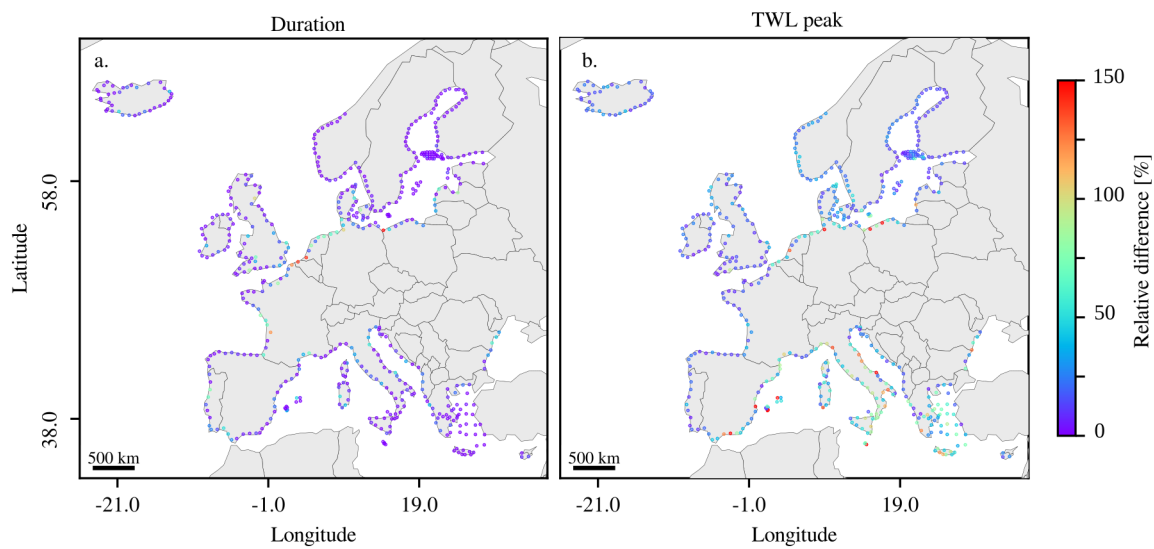 Duration
TWL peak
a.
b.
150
100
50
0
Relative difference [%]
Latitude
58.0
38.0
500 km
500 km
-21.0
-1.0
19.0
-21.0
-1.0
19.0
Longitude
Longitude